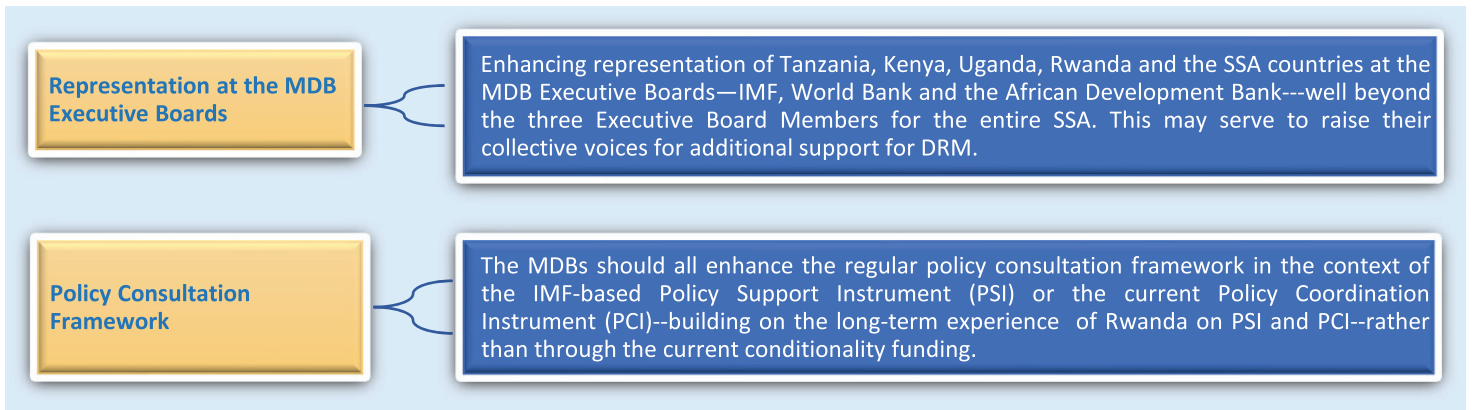 Representation at the MDB
Executive Boards
Enhancing representation of Tanzania, Kenya, Uganda, Rwanda and the SSA countries at the
MDB Executive Boards—IMF, World Bank and the African Development Bank---well beyond
the three Executive Board Members for the entire SSA. This may serve to raise their
collective voices for additional support for DRM.
Policy Consultation
Framework
The MDBs should all enhance the regular policy consultation framework in the context of
the IMF-based Policy Support Instrument (PSI) or the current Policy Coordination
Instrument (PCI)--building on the long-term experience of Rwanda on PSI and PCI--rather
than through the current conditionality funding.